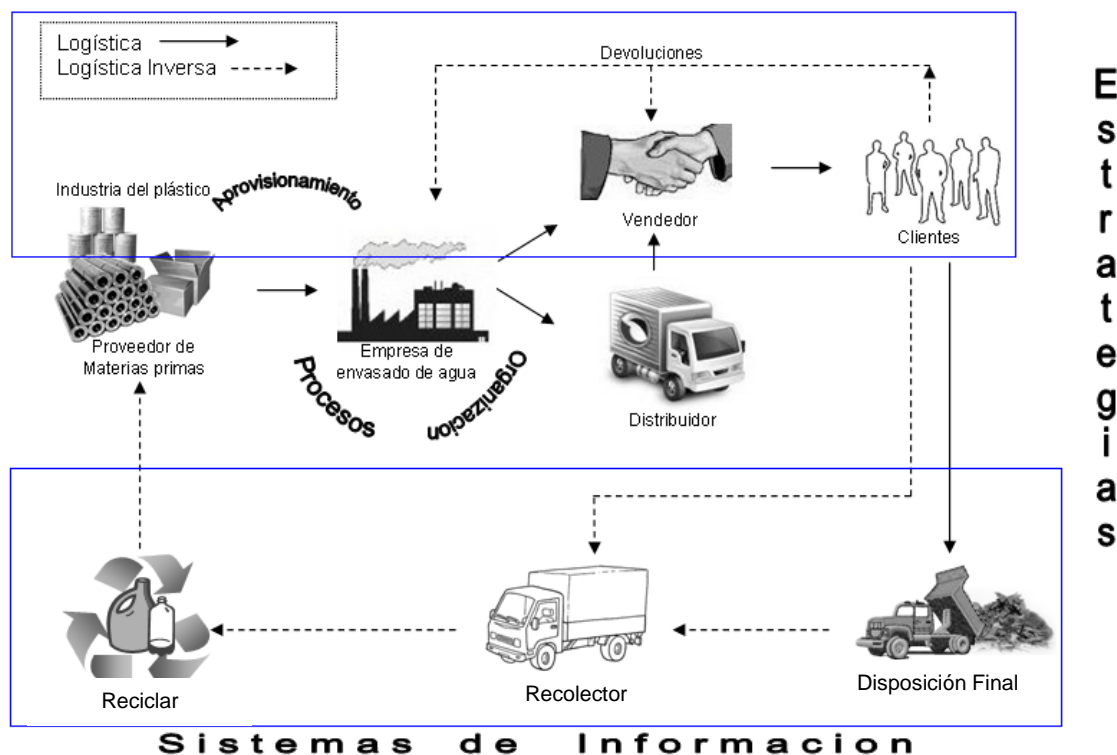 Logística
Logística Inversa
Devoluciones
Industria del plástico
Aprovisionamiento
Vendedor
Clientes
Proveedor de
Materias primas
Empresa de
envasado de agua
Procesos
Organizacion
Distribuidor
Estrategias
Reciclar
Recolector
Disposición Final
Sistemas de Informacion